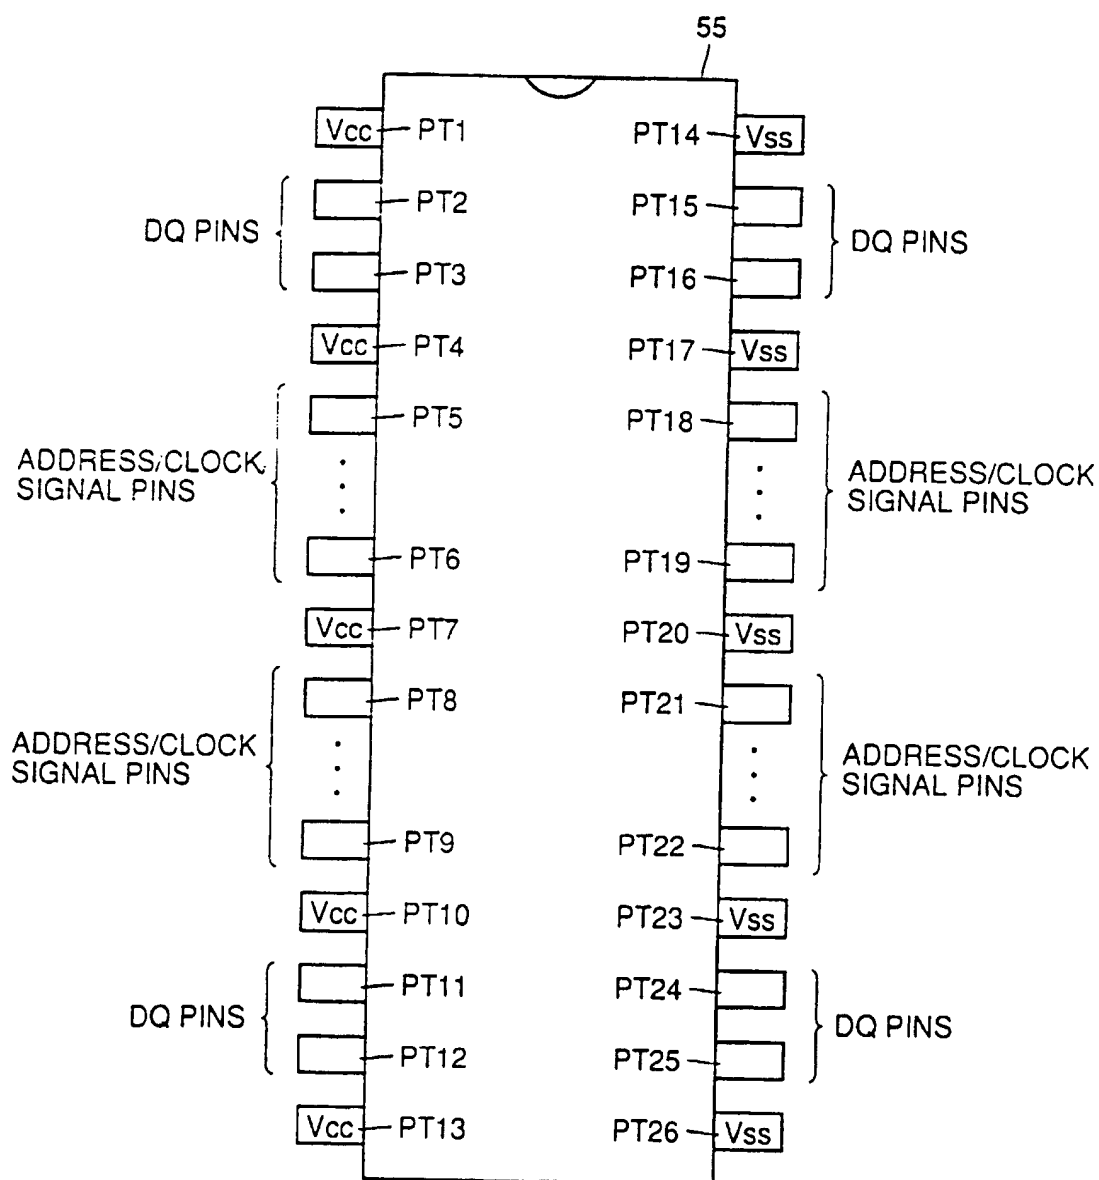 55
Vcc PT1 PT14 Vss
PT2 PT15
DQ PINS DQ PINS
PT3 PT16
Vcc PT4 PT17 Vss
PT5 PT18
ADDRESS/CLOCK ADDRESS/CLOCK
SIGNAL PINS SIGNAL PINS
PT6 PT19
Vcc PT7 PT20 Vss
PT8 PT21
ADDRESS/CLOCK ADDRESS/CLOCK
SIGNAL PINS SIGNAL PINS
PT9 PT22
Vcc PT10 PT23 Vss
PT11 PT24
DQ PINS DQ PINS
PT12 PT25
Vcc PT13 PT26 Vss